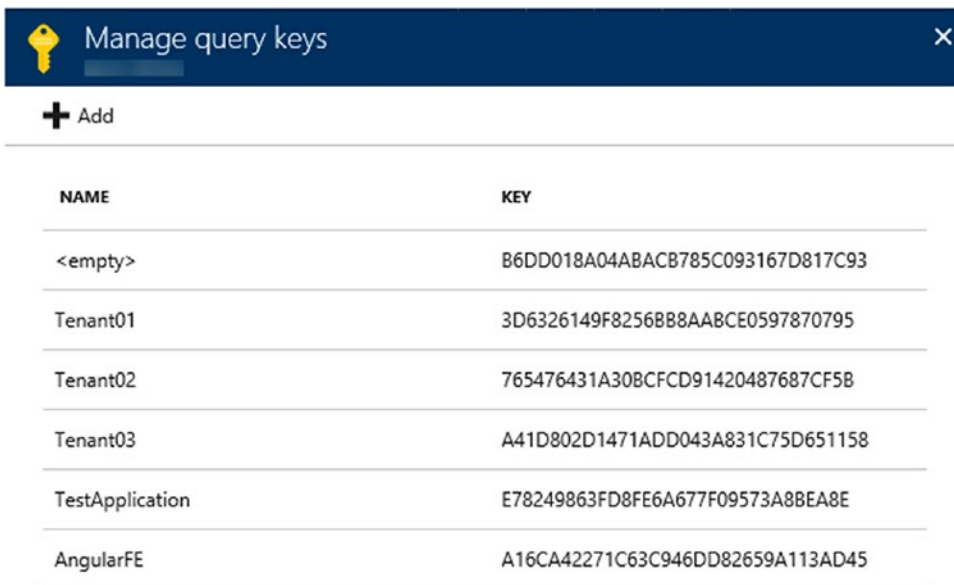 Manage query keys
Add
NAME KEY
<empty> B6DD018A04ABACB785C093167D817C93
Tenant01 3D6326149F8256BB8AABCE0597870795
Tenant02 765476431A30BCFCD91420487687CF5B
Tenant03 A41D802D1471ADD043A831C75D651158
TestApplication E78249863FD8FE6A677F09573A8BEA8E
AngularFE A16CA42271C63C946DD82659A113AD45